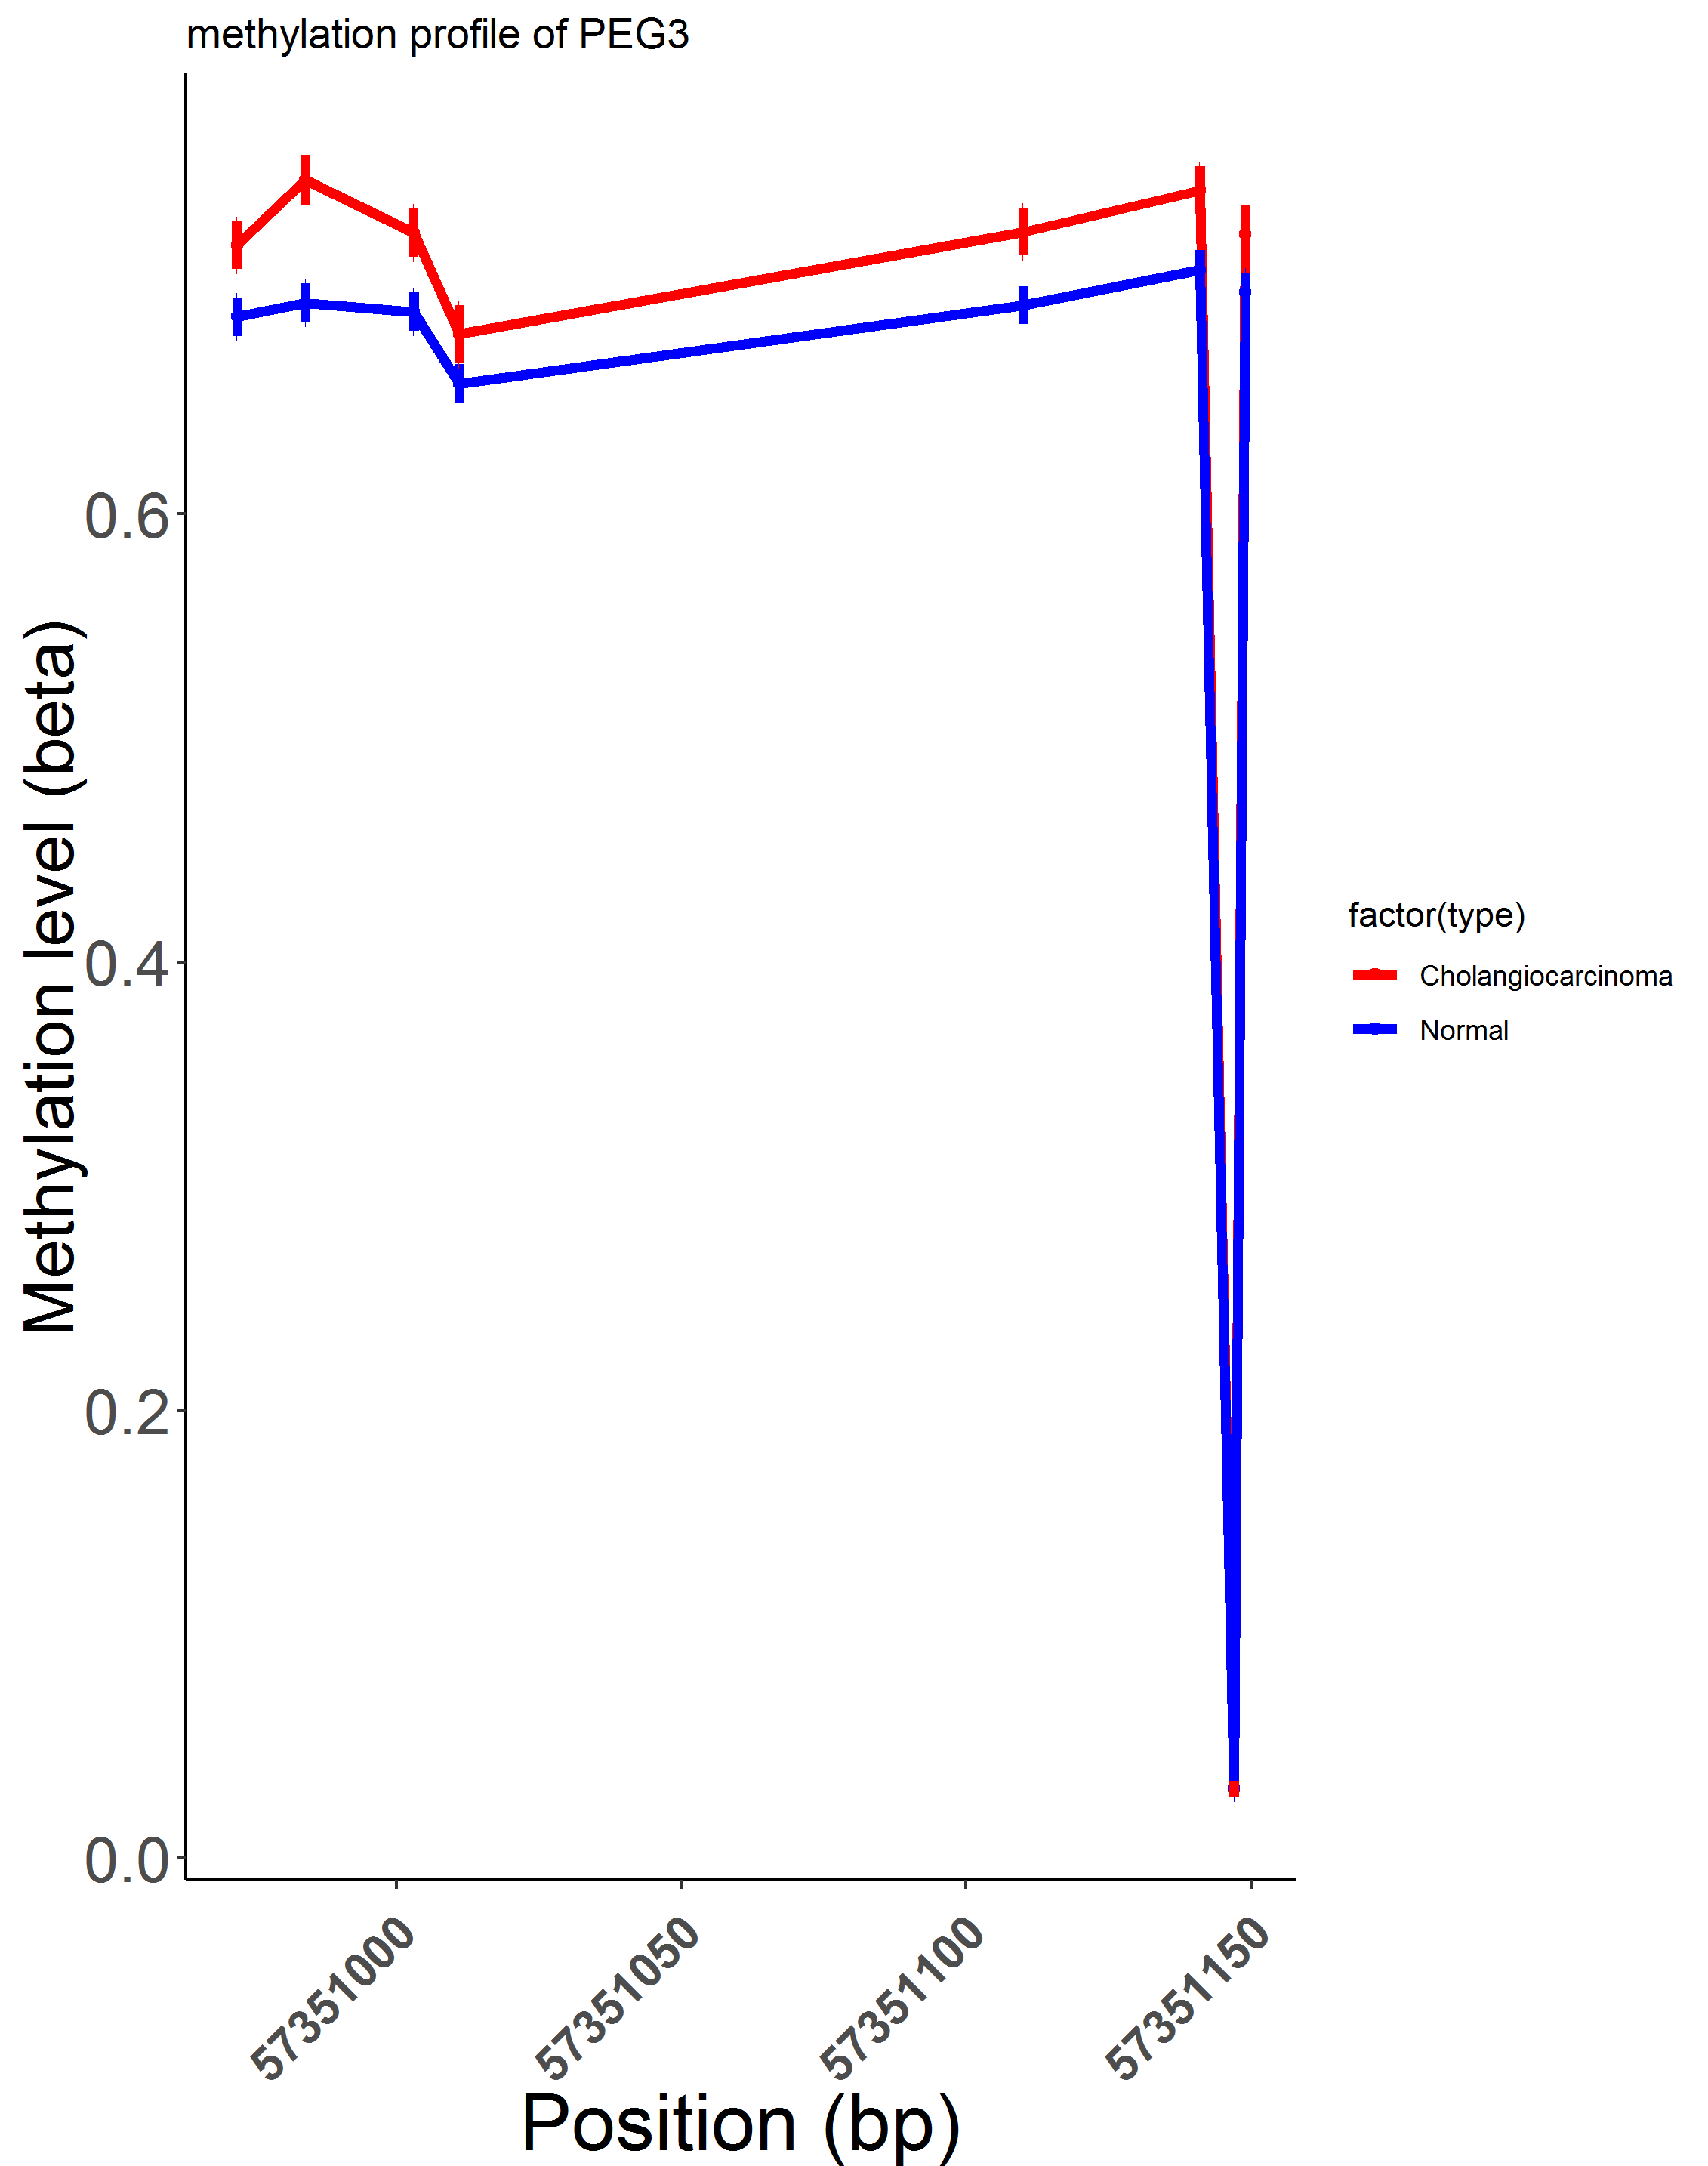 methylation profile of PEG3
Methylation level (beta)
0.6
0.4
0.2
0.0
57351000
57351050
57351100
57351150
Position (bp)
factor(type)
Cholangiocarcinoma
Normal